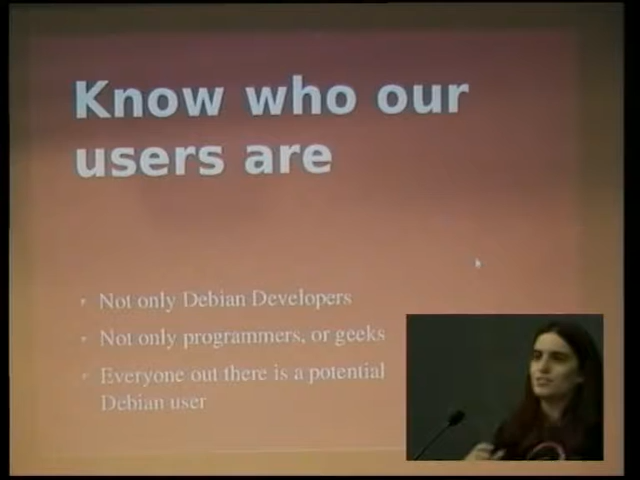 Know who our
users are
Not only Debian Developers
Not only programmers, or geeks
Everyone out there is a potential
Debian user